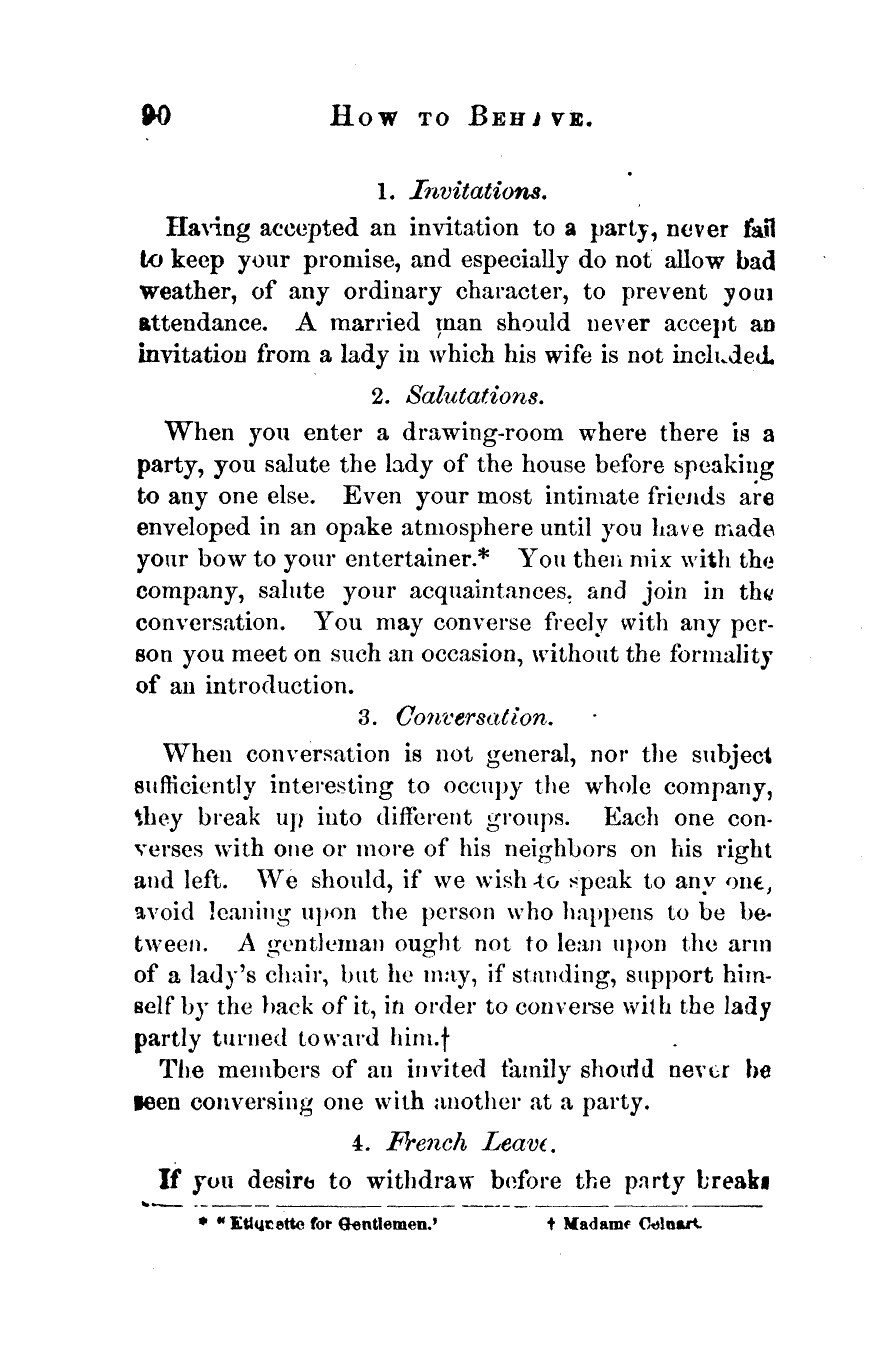 90 How to Behave.
1. Invitations.
Having accepted an invitation to a party, never fail
to keep your promise, and especially do not allow bad
weather, of any ordinary character, to prevent your
attendance. A married man should never accept an
invitation from a lady in which his wife is not included.
2. Salutations.
When you enter a drawing-room where there is a
party, you salute the lady of the house before speaking
to any one else. Even your most intimate friends are
enveloped in an opake atmosphere until you have made
your bow to your entertainer.* You then mix with the
company, salute your acquaintances, and join in the
conversation. You may converse freely with any per-
son you meet on such an occasion, without the formality
of an introduction.
3. Conversation.
When conversation is not general, nor the subject
sufficiently interesting to occupy the whole company,
they break up into different groups. Each one con-
verses with one or more of his neighbors on his right
and left. We should, if we wish to speak to any one,
avoid leaning upon the person who happens to be be-
tween. A gentleman ought not to lean upon the arm
of a lady's chair, but he may, if standing, support him-
self by the back of it, in order to converse with the lady
partly turned toward him.†
The members of an invited family should never be
seen conversing one with another at a party.
4. French Leave.
If you desire to withdraw before the party breaks
* "Etiquette for Gentlemen.' † Madame Celnart.